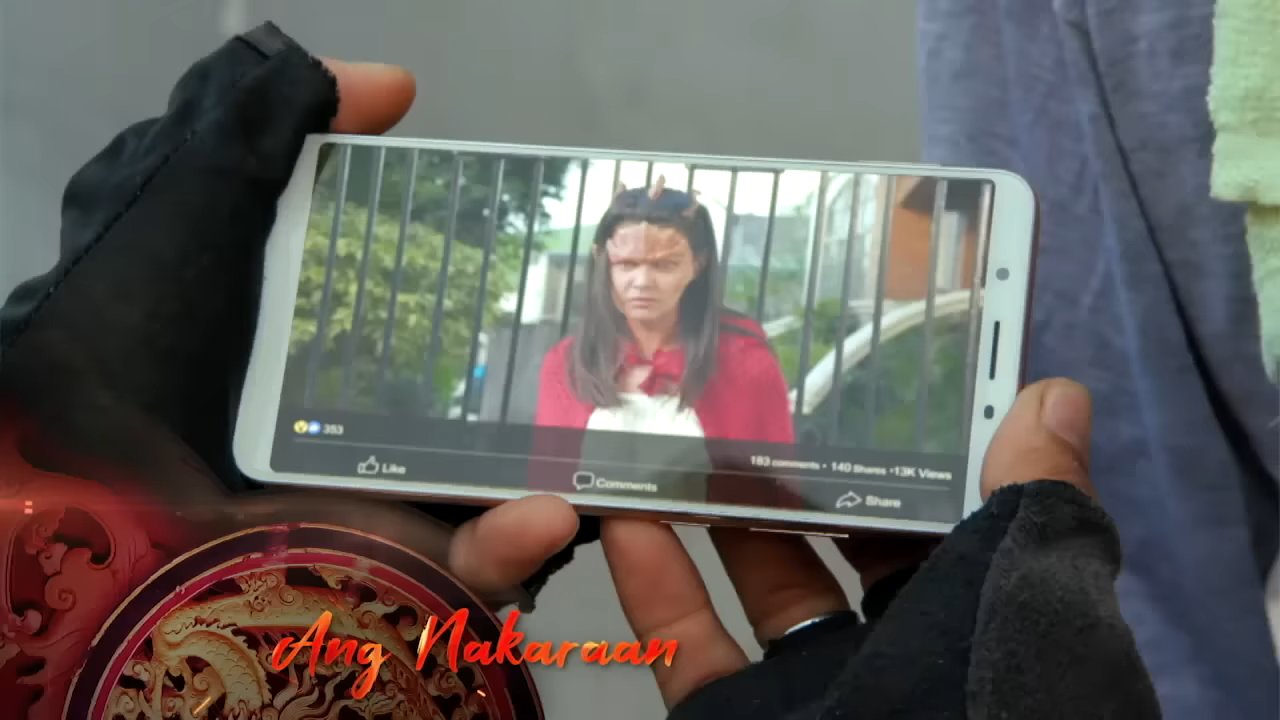 353
183 comments • 140 Shares •13K Views
Like
Comments
Share
Ang Nakaraan